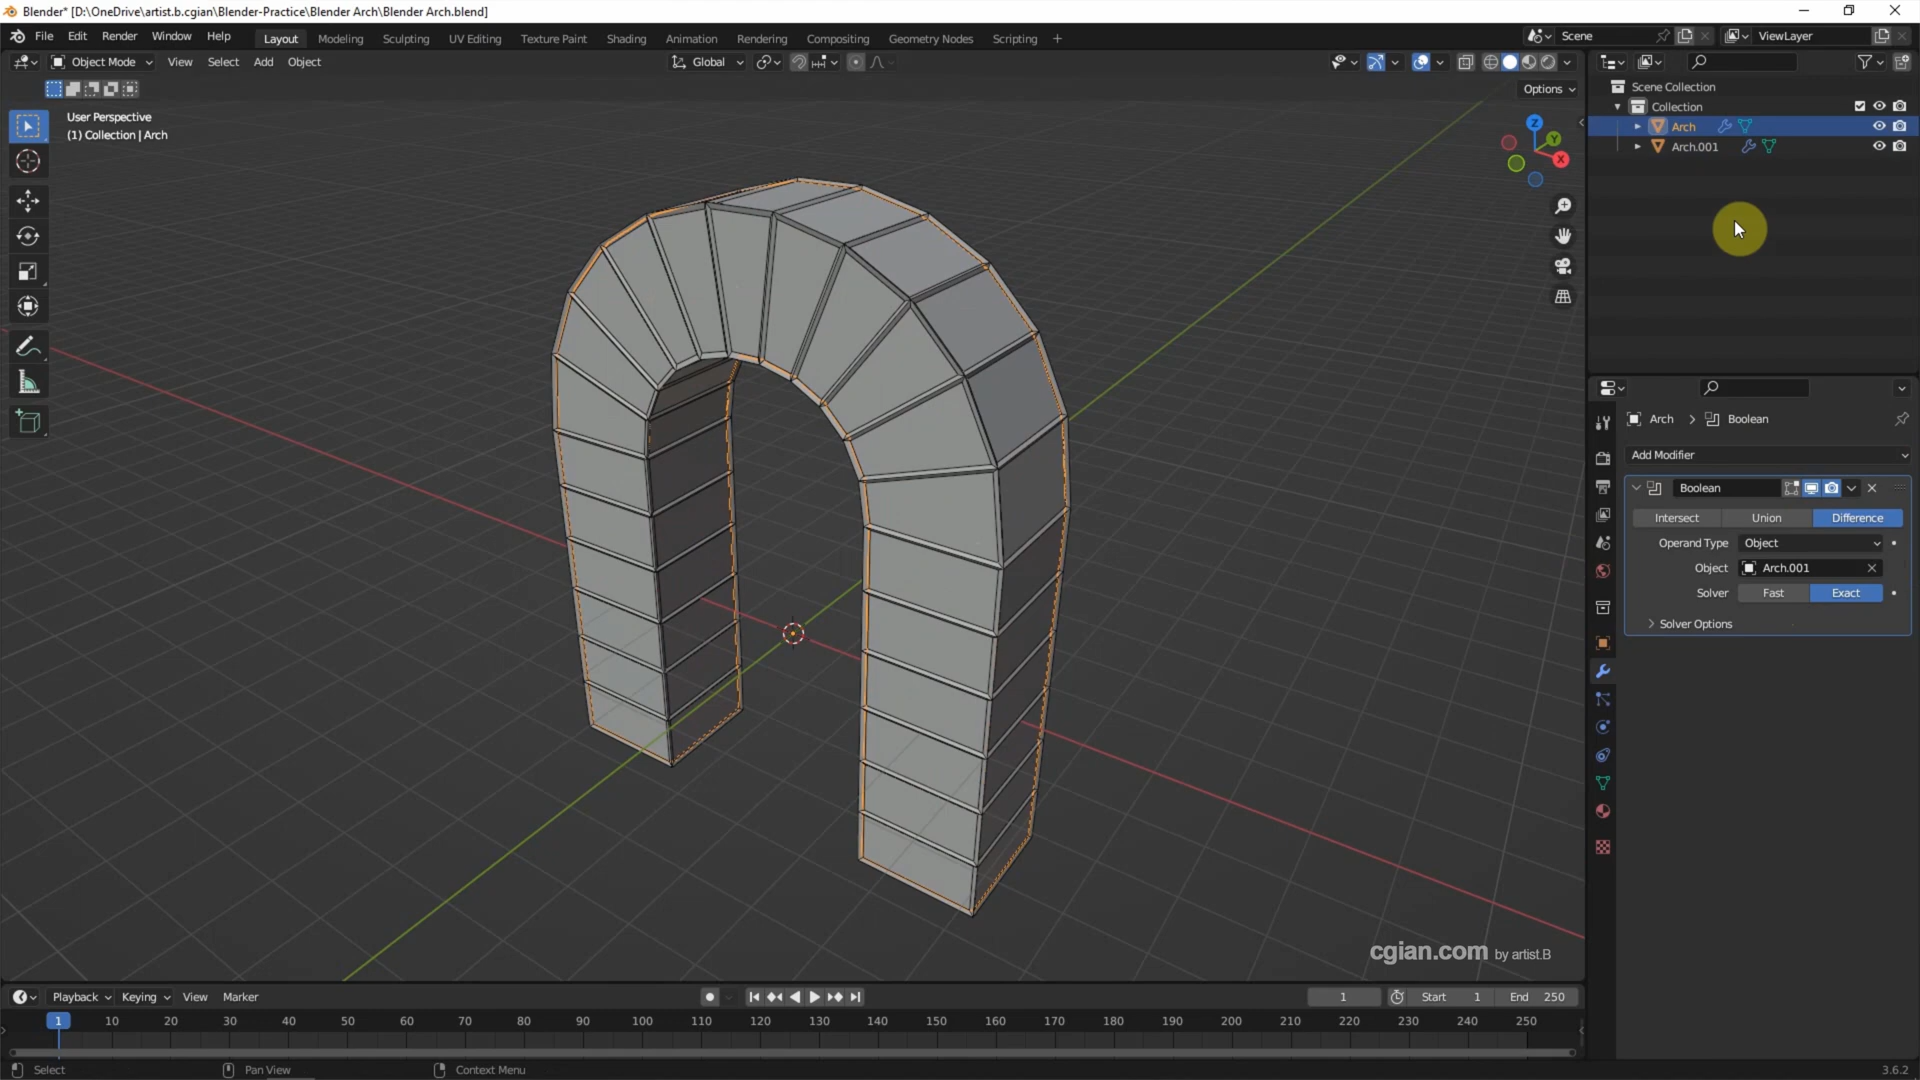 Blender* [D:\OneDrive\artist.b.cgian\Blender-Practice\Blender Arch\Blender Arch.blend]
File Edit Render Window Help Layout Modeling Sculpting UV Editing Texture Paint Shading Animation Rendering Compositing Geometry Nodes Scripting + Scene ViewLayer
Object Mode View Select Add Object Global
Options
User Perspective
(1) Collection | Arch
Z
Y
X
Scene Collection
Collection
Arch
Arch.001
Arch > Boolean
Add Modifier
Boolean
Intersect Union Difference
Operand Type Object
Object Arch.001
Solver Fast Exact
Solver Options
cgian.com by artist.B
Playback Keying View Marker 1 Start 1 End 250
1 10 20 30 40 50 60 70 80 90 100 110 120 130 140 150 160 170 180 190 200 210 220 230 240 250
Select Pan View Context Menu 3.6.2